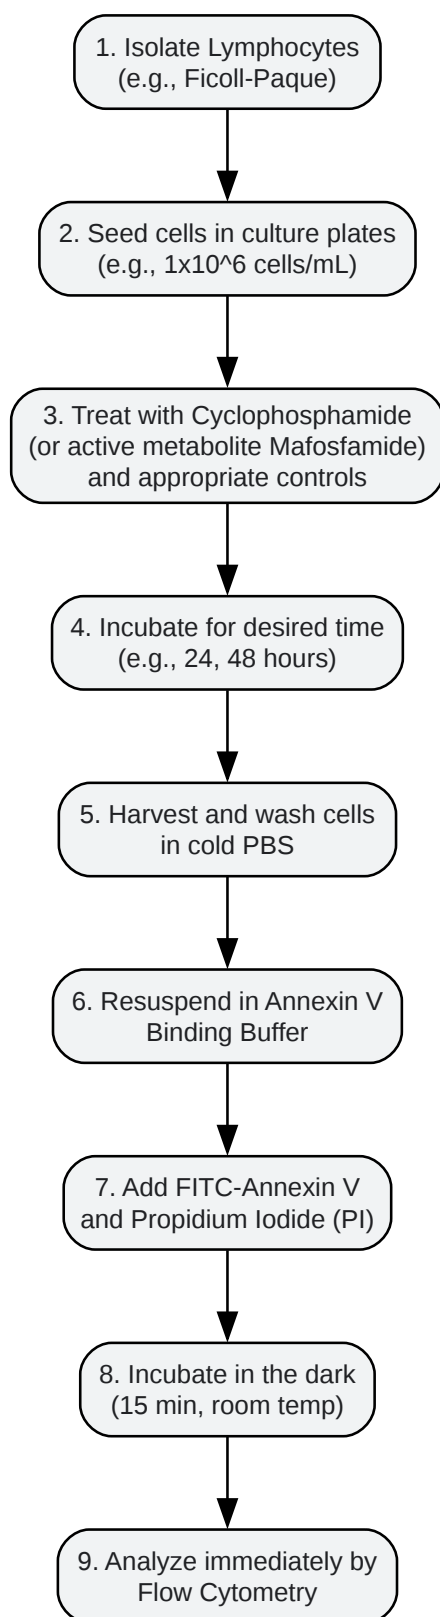 1. Isolate Lymphocytes
(e.g., Ficoll-Paque)
2. Seed cells in culture plates
(e.g., 1x10^6 cells/mL)
3. Treat with Cyclophosphamide
(or active metabolite Mafosfamide)
and appropriate controls
4. Incubate for desired time
(e.g., 24, 48 hours)
5. Harvest and wash cells
in cold PBS
6. Resuspend in Annexin V
Binding Buffer
7. Add FITC-Annexin V
and Propidium Iodide (PI)
8. Incubate in the dark
(15 min, room temp)
9. Analyze immediately by
Flow Cytometry